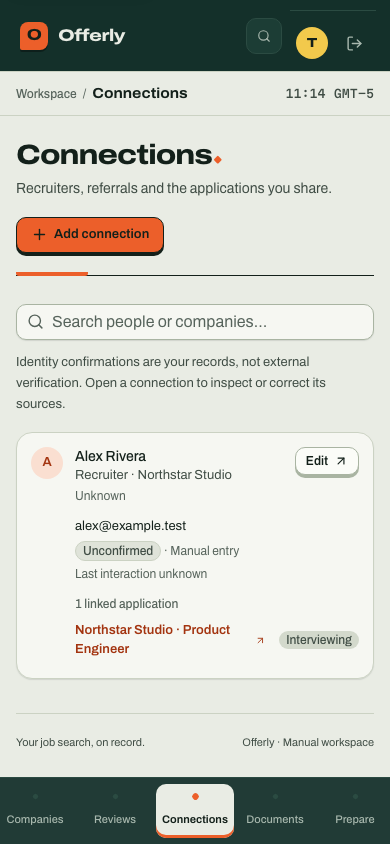 O Offerly
T
Workspace / Connections
11:14 GMT−5
Connections.
Recruiters, referrals and the applications you share.
+ Add connection
Search people or companies...
Identity confirmations are your records, not external
verification. Open a connection to inspect or correct its
sources.
A
Alex Rivera
Edit
Recruiter · Northstar Studio
Unknown
alex@example.test
Unconfirmed · Manual entry
Last interaction unknown
1 linked application
Northstar Studio · Product
Engineer
Interviewing
Your job search, on record.
Offerly · Manual workspace
Companies
Reviews
Connections
Documents
Prepare